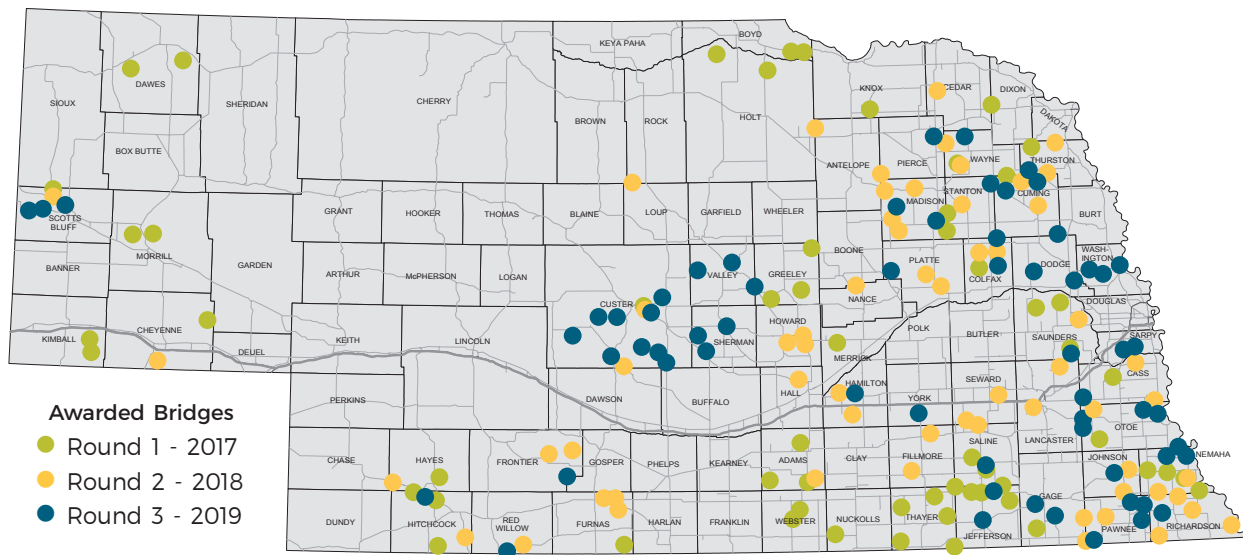 BOYD
KEYA PAHA
DAWES
SIOUX
SHERIDAN
CHERRY
BROWN
ROCK
HOLT
KNOX
CEDAR
DIXON
DAKOTA
BOX BUTTE
ANTELOPE
PIERCE
WAYNE
THURSTON
SCOTTS
BLUFF
GRANT
HOOKER
THOMAS
BLAINE
LOUP
GARFIELD
WHEELER
MADISON
STANTON
CUMING
BURT
BANNER
MORRILL
GARDEN
ARTHUR
McPHERSON
LOGAN
VALLEY
GREELEY
BOONE
PLATTE
COLFAX
DODGE
WASH-
INGTON
CUSTER
NANCE
DOUGLAS
KIMBALL
CHEYENNE
DEUEL
KEITH
LINCOLN
SHERMAN
HOWARD
MERRICK
POLK
BUTLER
SAUNDERS
SARPY
PERKINS
DAWSON
BUFFALO
HALL
HAMILTON
YORK
SEWARD
CASS
LANCASTER
OTOE
CHASE
HAYES
FRONTIER
GOSPER
PHELPS
KEARNEY
ADAMS
CLAY
FILLMORE
SALINE
JOHNSON
NEMAHA
GAGE
DUNDY
HITCHCOCK
RED
WILLOW
FURNAS
HARLAN
FRANKLIN
WEBSTER
NUCKOLLS
THAYER
JEFFERSON
PAWNEE
RICHARDSON
Awarded Bridges
Round 1 - 2017
Round 2 - 2018
Round 3 - 2019